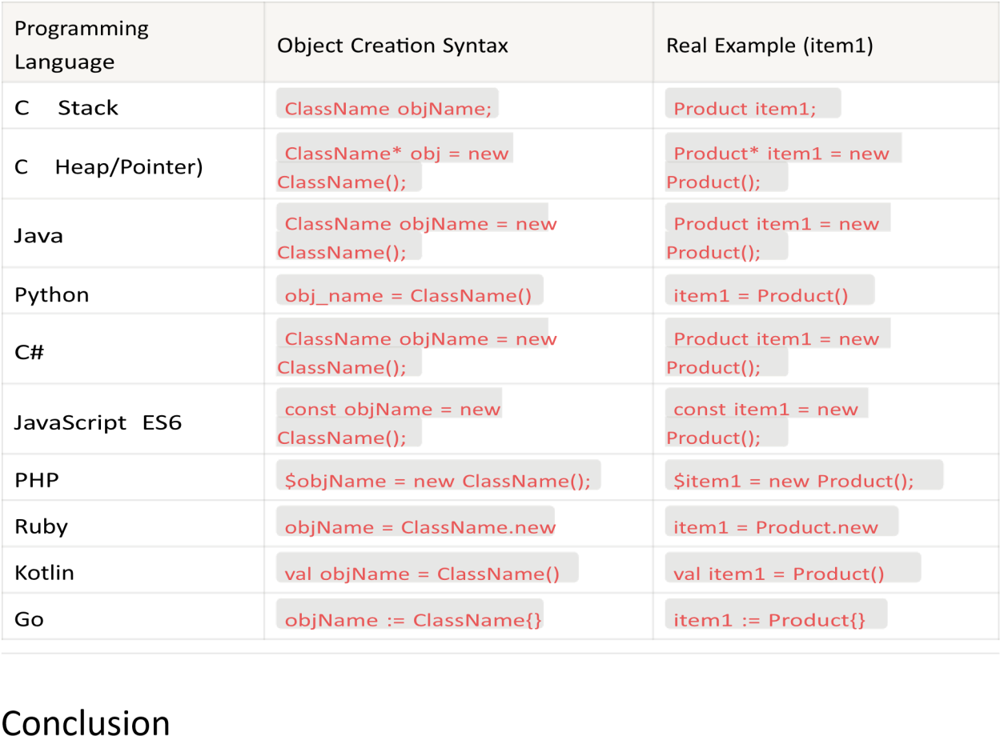 Programming
Language
Object Creation Syntax
Real Example (item1)
C Stack
ClassName objName;
Product item1;
C Heap/Pointer)
ClassName* obj = new
ClassName();
Product* item1 = new
Product();
Java
ClassName objName = new
ClassName();
Product item1 = new
Product();
Python
obj_name = ClassName()
item1 = Product()
C#
ClassName objName = new
ClassName();
Product item1 = new
Product();
JavaScript ES6
const objName = new
ClassName();
const item1 = new
Product();
PHP
$objName = new ClassName();
$item1 = new Product();
Ruby
objName = ClassName.new
item1 = Product.new
Kotlin
val objName = ClassName()
val item1 = Product()
Go
objName := ClassName{}
item1 := Product{}
Conclusion